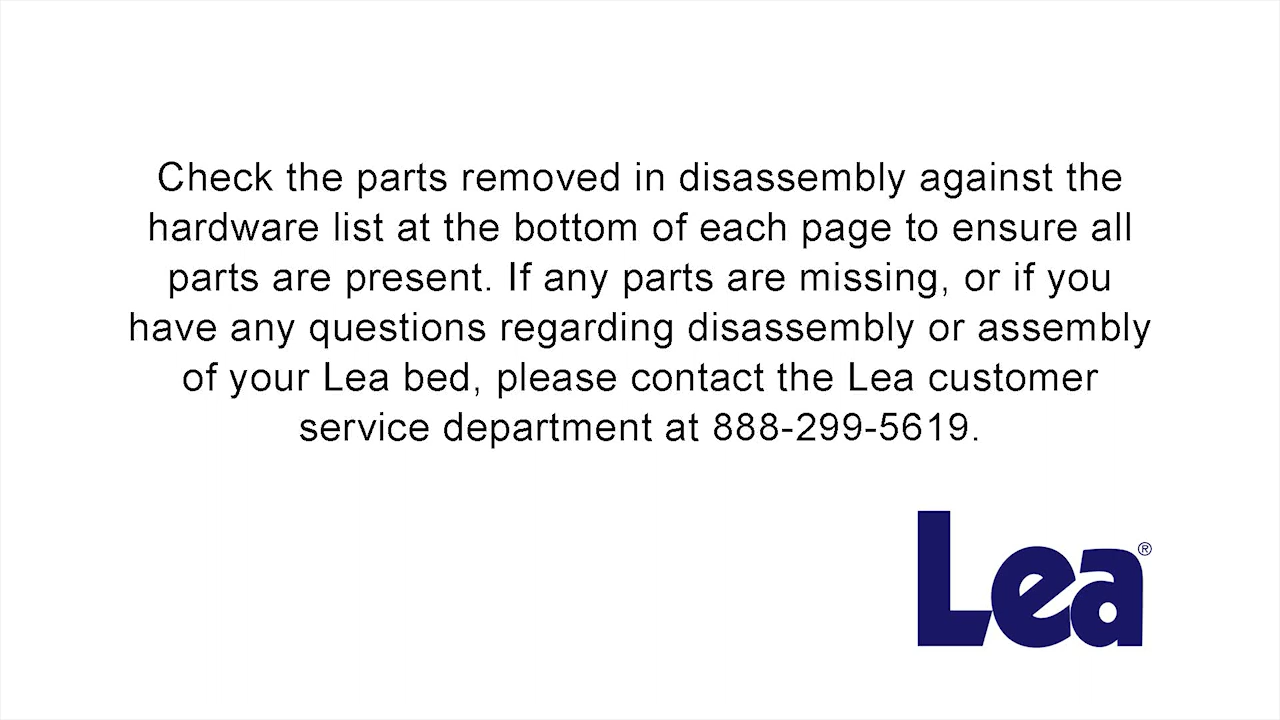 Check the parts removed in disassembly against the
hardware list at the bottom of each page to ensure all
parts are present. If any parts are missing, or if you
have any questions regarding disassembly or assembly
of your Lea bed, please contact the Lea customer
service department at 888-299-5619.
Lea®